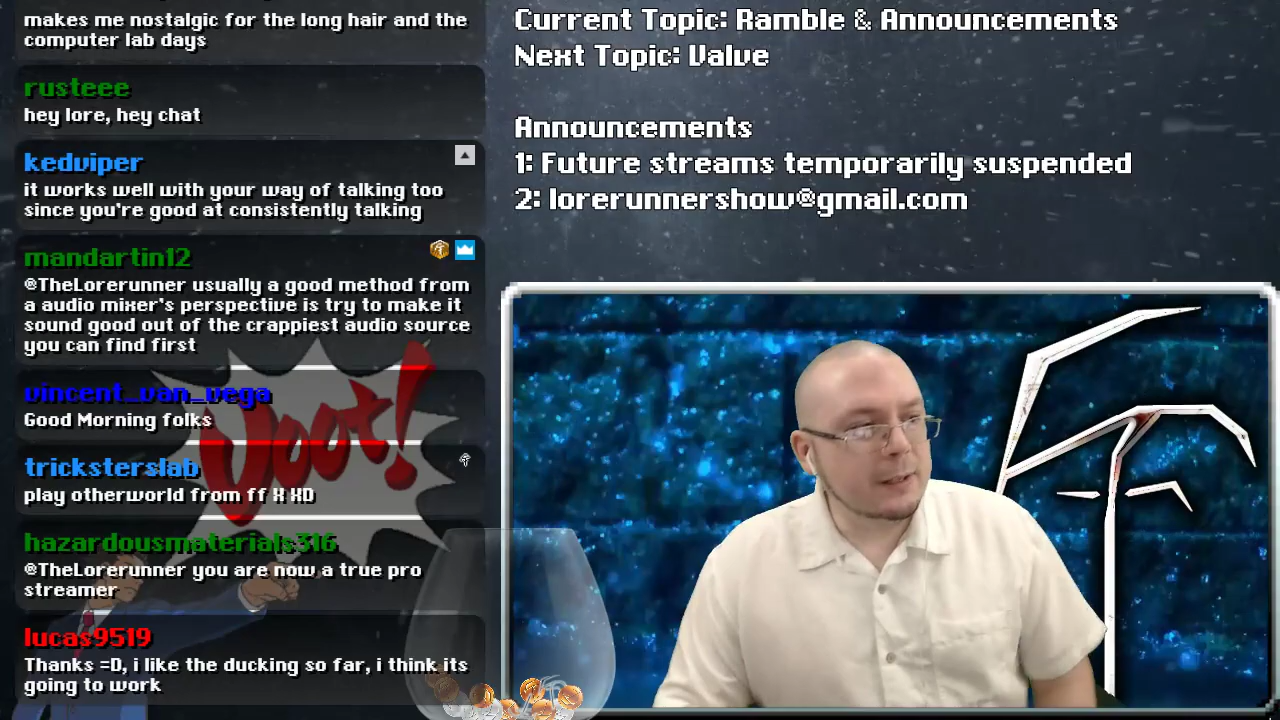 makes me nostalgic for the long hair and the
computer lab days
rusteee
hey lore, hey chat
kedviper
it works well with your way of talking too
since you're good at consistently talking
mandartin12
@TheLorerunner usually a good method from
a audio mixer's perspective is try to make it
sound good out of the crappiest audio source
you can find first
vincent_van_vega
Good Morning folks
tricksterslab
play otherworld from ff X XD
hazardousmaterials316
@TheLorerunner you are now a true pro
streamer
lucas9519
Thanks =D, i like the ducking so far, i think its
going to work
Woot!
Current Topic: Ramble & Announcements
Next Topic: Valve
Announcements
1: Future streams temporarily suspended
2: lorerunnershow@gmail.com